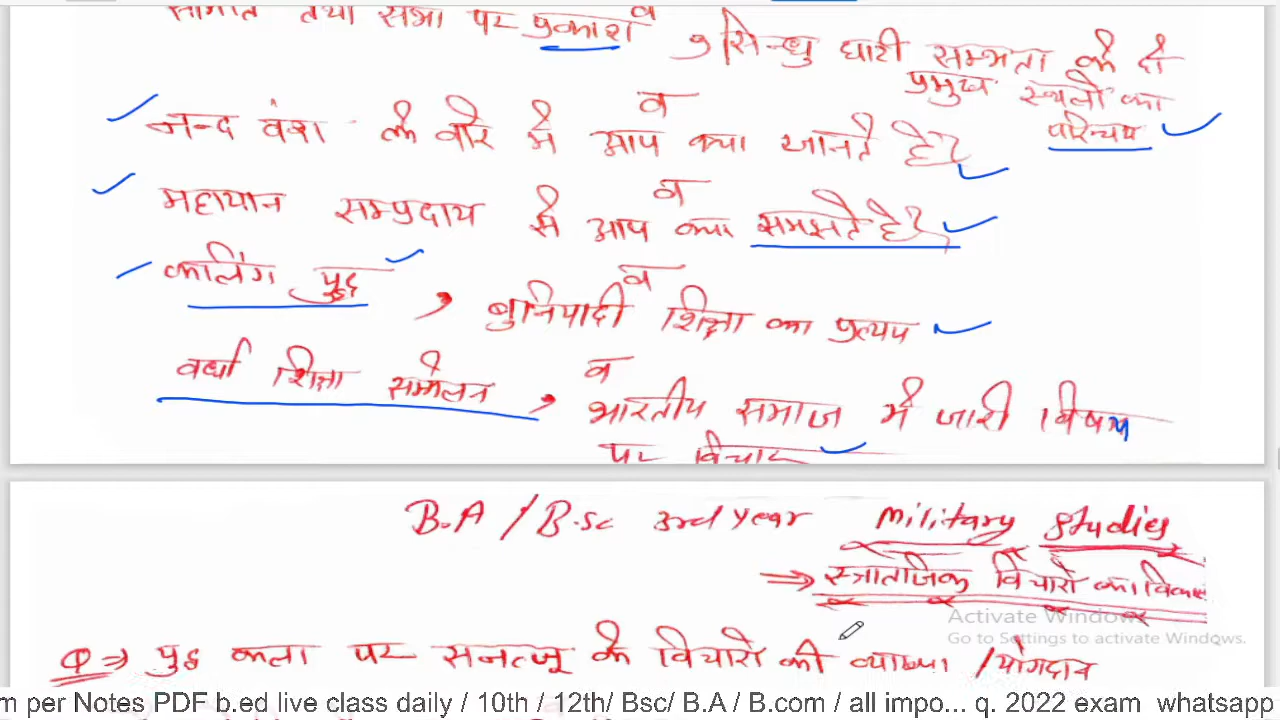 तथा सभा पर प्रकाश व , सिन्धु घाटी सभ्यता के दो
प्रमुख स्थलों का
परिचय
नन्द वंश के बारे में व आप क्या जानते है?
महायान सम्प्रदाय से व आप क्या समझते है?
कलिंग युद्ध , व बुनियादी शिक्षा का प्रत्यय
वर्धा शिक्षा सम्मेलन , व भारतीय समाज में जारी विषय
पर विचार
B.A / B.sc 3rd year Military Studies
⇒ स्त्रातजिक विचारो का विकास
Activate Windows
Go to Settings to activate Windows.
Q ⇒ युद्ध कला पर सनत्जू के विचारो की व्याख्या / योगदान
m per Notes PDF b.ed live class daily / 10th / 12th/ Bsc/ B.A / B.com / all impo... q. 2022 exam whatsapp